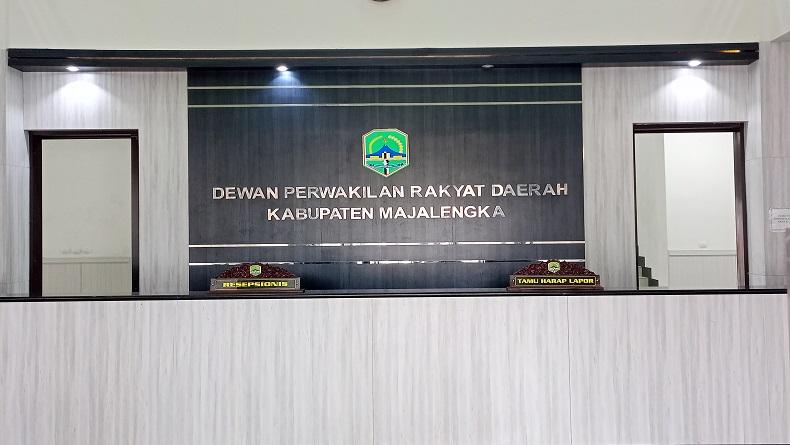 DEWAN PERWAKILAN RAKYAT DAERAH
KABUPATEN MAJALENGKA
RESEPSIONIS
TAMU HARAP LAPOR